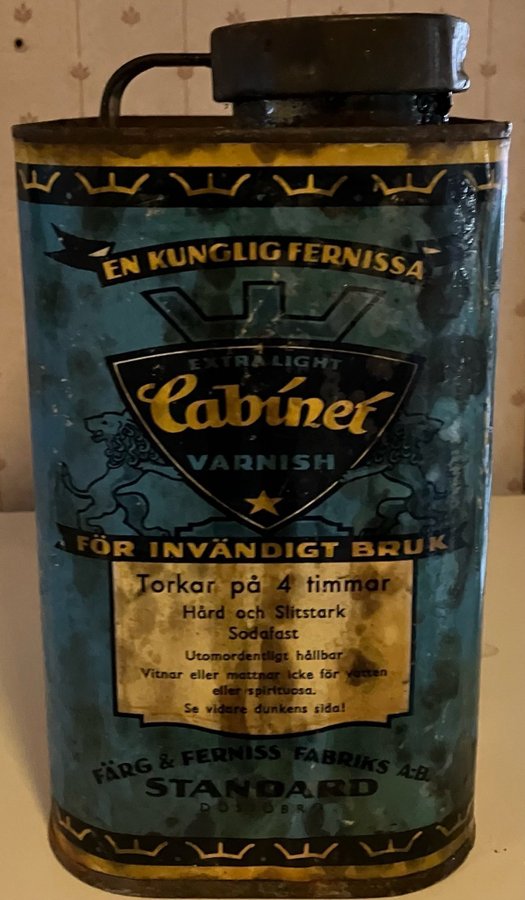 EN KUNGLIG FERNISSA
EXTRA LIGHT
Cabinet
VARNISH
FÖR INVÄNDIGT BRUK
Torkar på 4 timmar
Hård och Slitstark
Sodafast
Utomordentligt hållbar
Vitnar eller mattnar icke för vatten
eller spirituosa.
Se vidare dunkens sida!
FÄRG & FERNISS FABRIKS A.B.
STANDARD